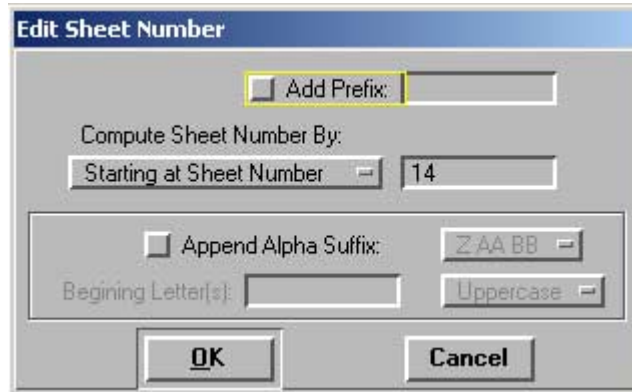 Edit Sheet Number
Add Prefix:
Compute Sheet Number By:
Starting at Sheet Number 14
Append Alpha Suffix: Z AA BB
Begining Letter(s): Uppercase
OK Cancel